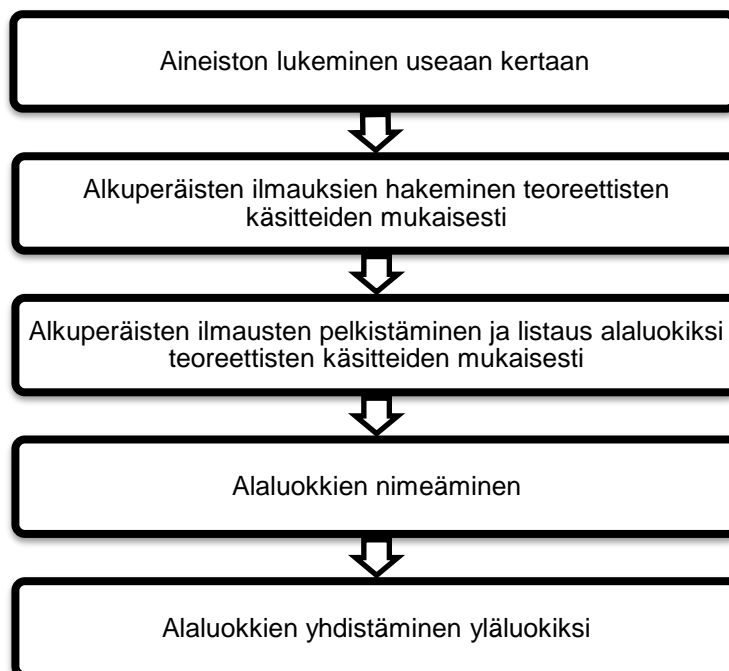 Aineiston lukeminen useaan kertaan
Alkuperäisten ilmauksien hakeminen teoreettisten
käsitteiden mukaisesti
Alkuperäisten ilmausten pelkistäminen ja listaus alaluokiksi
teoreettisten käsitteiden mukaisesti
Alaluokkien nimeäminen
Alaluokkien yhdistäminen yläluokiksi